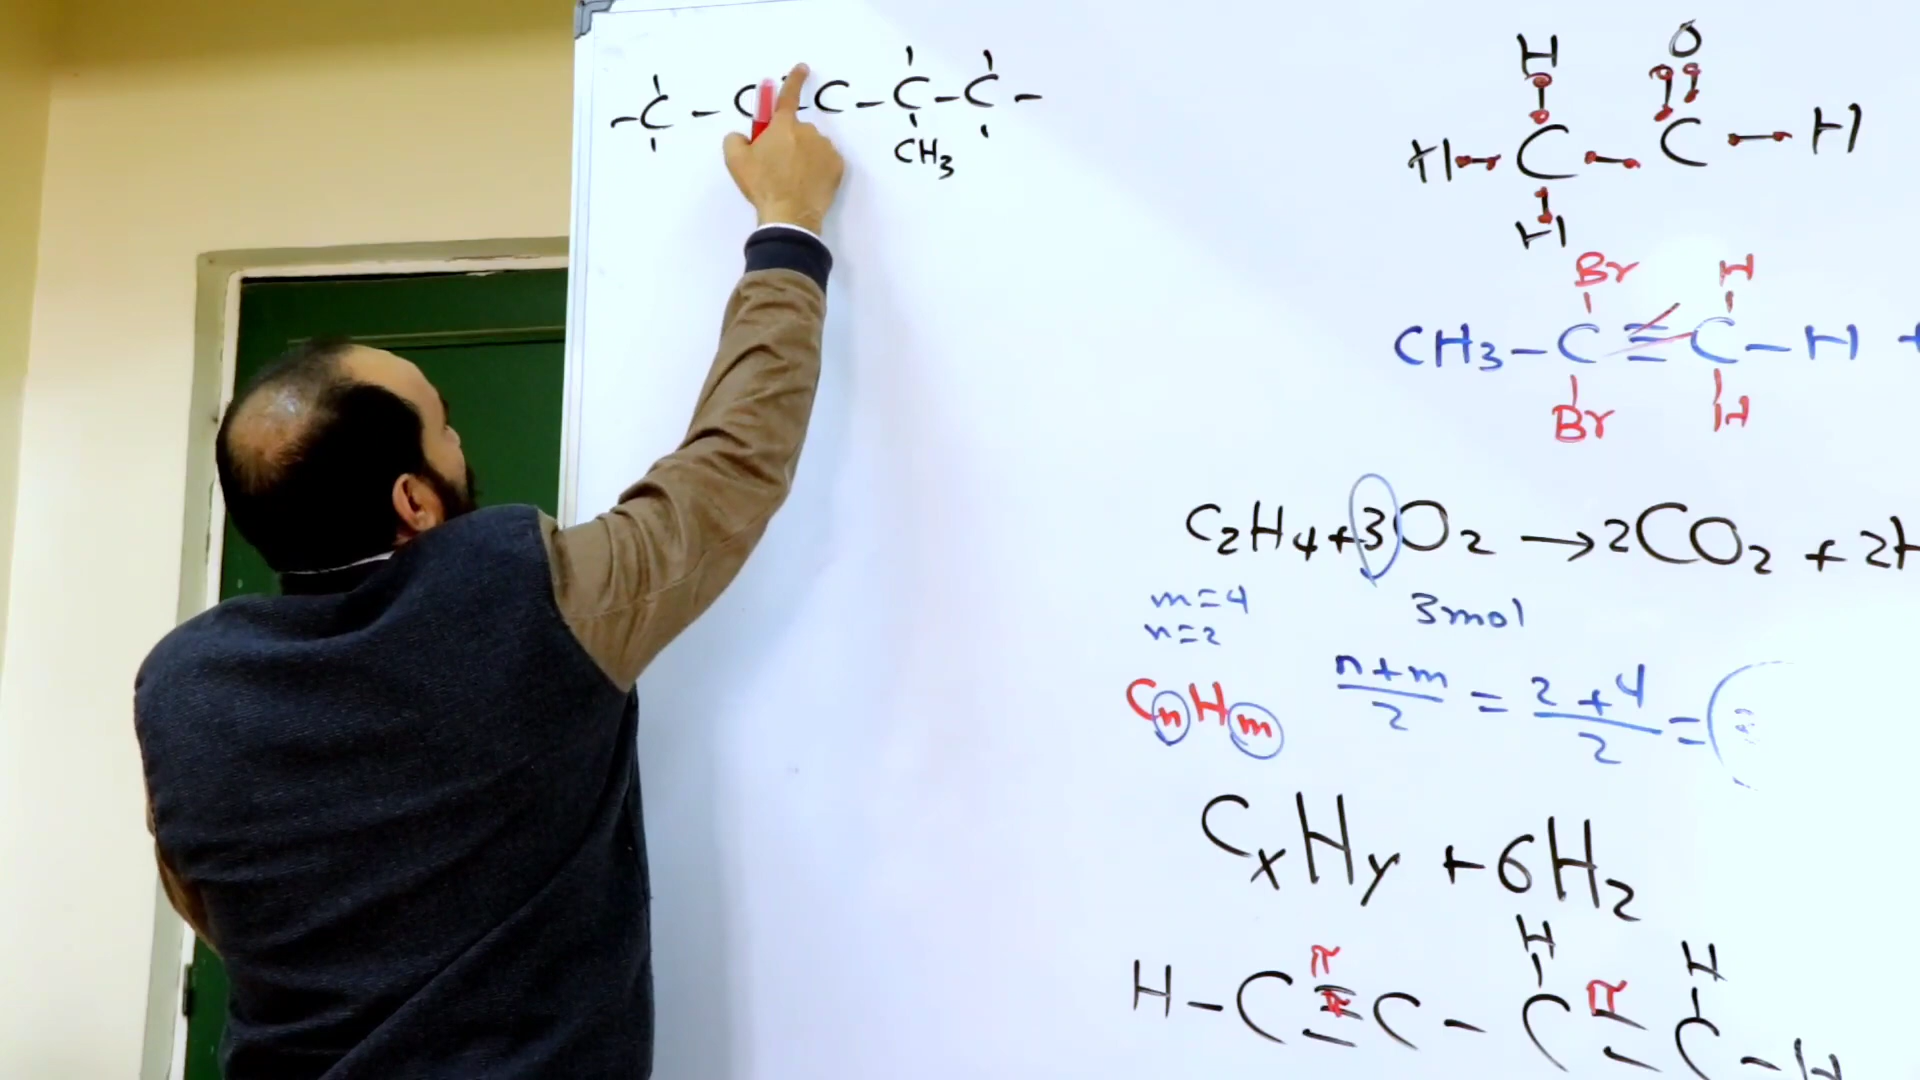 - C - C - C - C - C -
CH3
O
H
H - C - C - H
H
Br H
CH3 - C ≡ C - H +
Br H
C2H4 + 3O2 → 2CO2 + 2H
m = 4
n = 2
3mol
CnHm
n+m / 2 = 2+4 / 2 =
CxHy + 6H2
H H
π π
π
H - C ≡ C - C = C - H